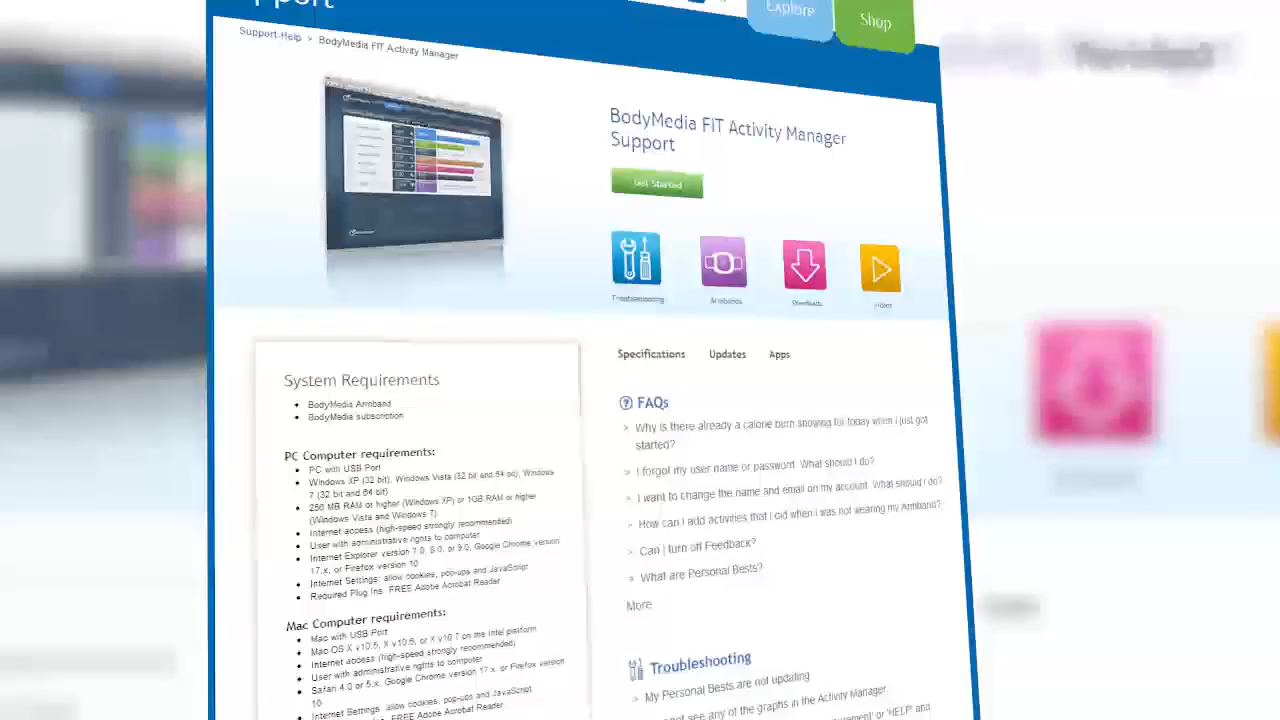 Support
Explore
Shop
Support-Help > BodyMedia FIT Activity Manager
BodyMedia FIT Activity Manager
Support
Get Started
Troubleshooting
Armbands
Downloads
Videos
Specifications
Updates
Apps
System Requirements
BodyMedia Armband
BodyMedia subscription
PC Computer requirements:
PC with USB Port
Windows XP (32 bit), Windows Vista (32 bit and 64 bit), Windows
7 (32 bit and 64 bit)
256 MB RAM or higher (Windows XP) or 1GB RAM or higher
(Windows Vista and Windows 7)
Internet access (high-speed strongly recommended)
User with administrative rights to computer
Internet Explorer version 7.0, 8.0, or 9.0, Google Chrome version
17.x, or Firefox version 10
Internet Settings: allow cookies, pop-ups and JavaScript
Required Plug Ins: FREE Adobe Acrobat Reader
Mac Computer requirements:
Mac with USB Port
Mac OS X v10.5, X v10.6, or X v10.7 on the Intel platform
Internet access (high-speed strongly recommended)
User with administrative rights to computer
Safari 4.0 or 5.x, Google Chrome version 17.x, or Firefox version
10
Internet Settings: allow cookies, pop-ups and JavaScript
FREE Adobe Acrobat Reader
FAQs
> Why is there already a calorie burn showing for today when I just got
started?
> I forgot my user name or password. What should I do?
> I want to change the name and email on my account. What should I do?
> How can I add activities that I did when I was not wearing my Armband?
> Can I turn off Feedback?
> What are Personal Bests?
More
Troubleshooting
> My Personal Bests are not updating
not see any of the graphs in the Activity Manager.
or 'HELP' and